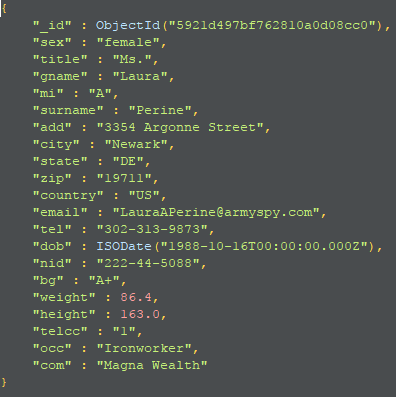 {
"_id" : ObjectId("5921d497bf762810a0d08cc0"),
"sex" : "female",
"title" : "Ms.",
"gname" : "Laura",
"mi" : "A",
"surname" : "Perine",
"add" : "3354 Argonne Street",
"city" : "Newark",
"state" : "DE",
"zip" : "19711",
"country" : "US",
"email" : "LauraAPerine@armyspy.com",
"tel" : "302-313-9873",
"dob" : ISODate("1988-10-16T00:00:00.000Z"),
"nid" : "222-44-5088",
"bg" : "A+",
"weight" : 86.4,
"height" : 163.0,
"telcc" : "1",
"occ" : "Ironworker",
"com" : "Magna Wealth"
}